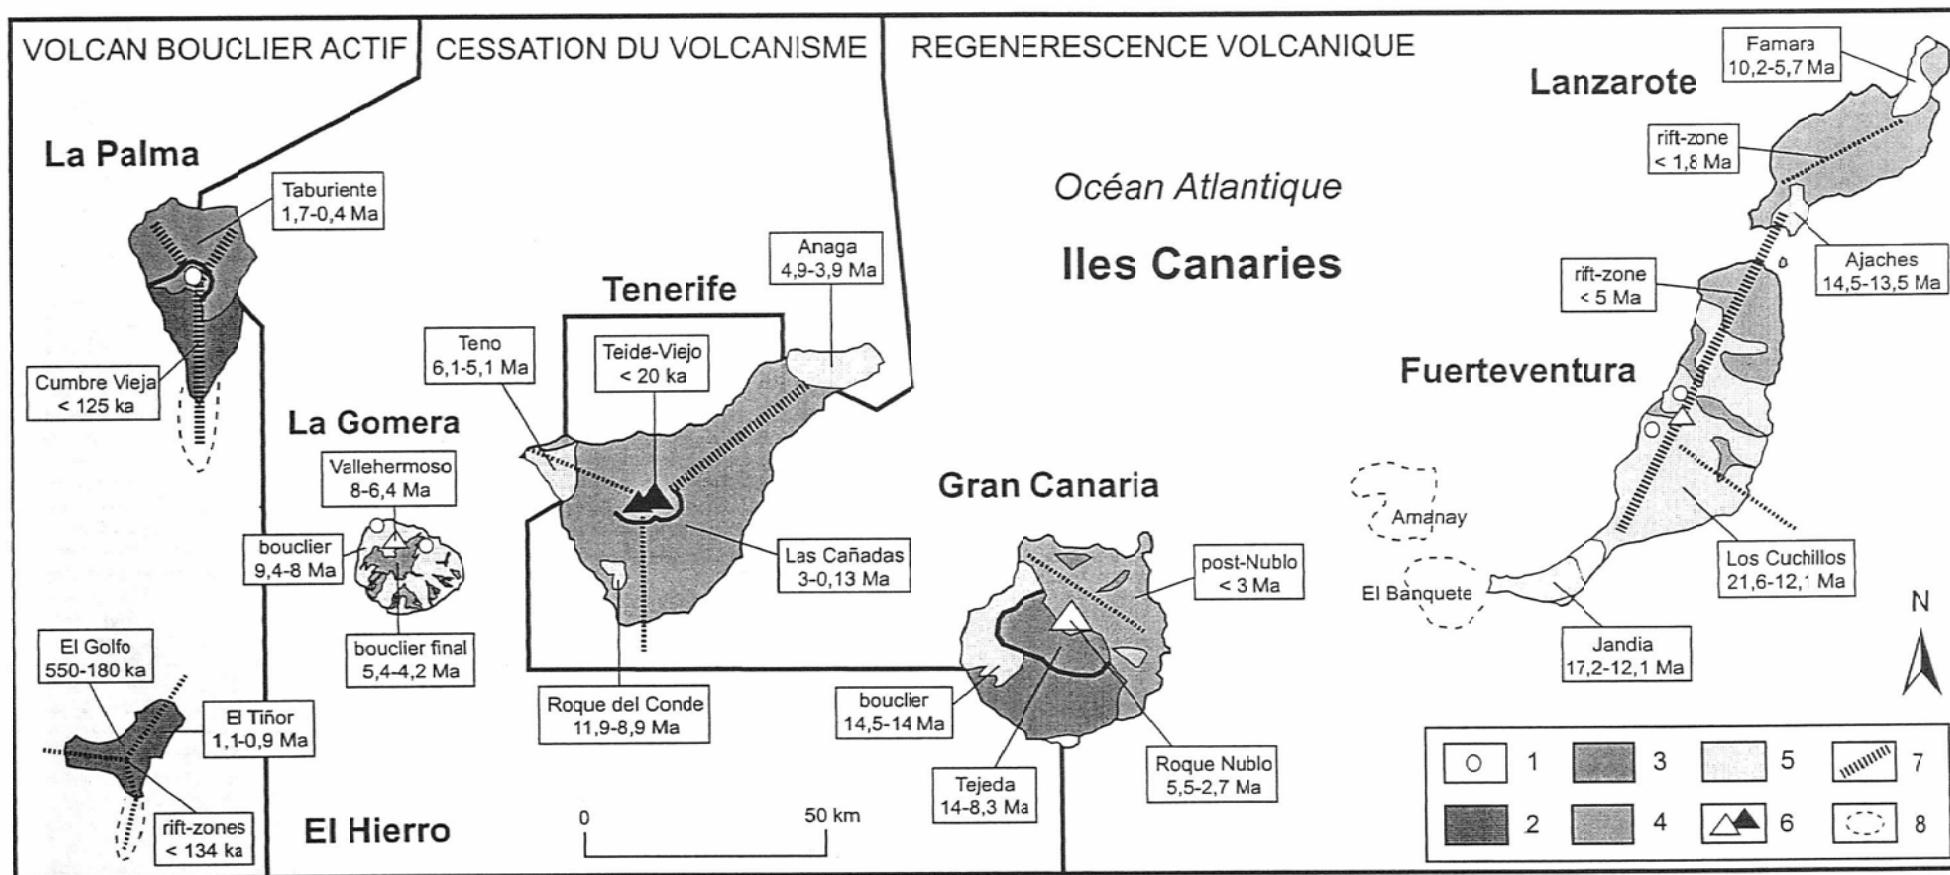 VOLCAN BOUCLIER ACTIF
CESSATION DU VOLCANISME
REGENERESCENCE VOLCANIQUE
La Palma
Taburiente
1,7-0,4 Ma
Cumbre Vieja
< 125 ka
La Gomera
Vallehermoso
8-6,4 Ma
bouclier
9,4-8 Ma
bouclier final
5,4-4,2 Ma
El Golfo
550-180 ka
El Tiñor
1,1-0,9 Ma
rift-zones
< 134 ka
El Hierro
Tenerife
Anaga
4,9-3,9 Ma
Teno
6,1-5,1 Ma
Teide-Viejo
< 20 ka
Las Cañadas
3-0,13 Ma
Roque del Conde
11,9-8,9 Ma
0
50 km
Océan Atlantique
Iles Canaries
Gran Canaria
post-Nublo
< 3 Ma
bouclier
14,5-14 Ma
Tejeda
14-8,3 Ma
Roque Nublo
5,5-2,7 Ma
Lanzarote
Famara
10,2-5,7 Ma
rift-zone
< 1,8 Ma
Ajaches
14,5-13,5 Ma
rift-zone
< 5 Ma
Fuerteventura
Amanay
El Banquete
Los Cuchillos
21,6-12,1 Ma
Jandia
17,2-12,1 Ma
N
1
3
5
7
2
4
6
8